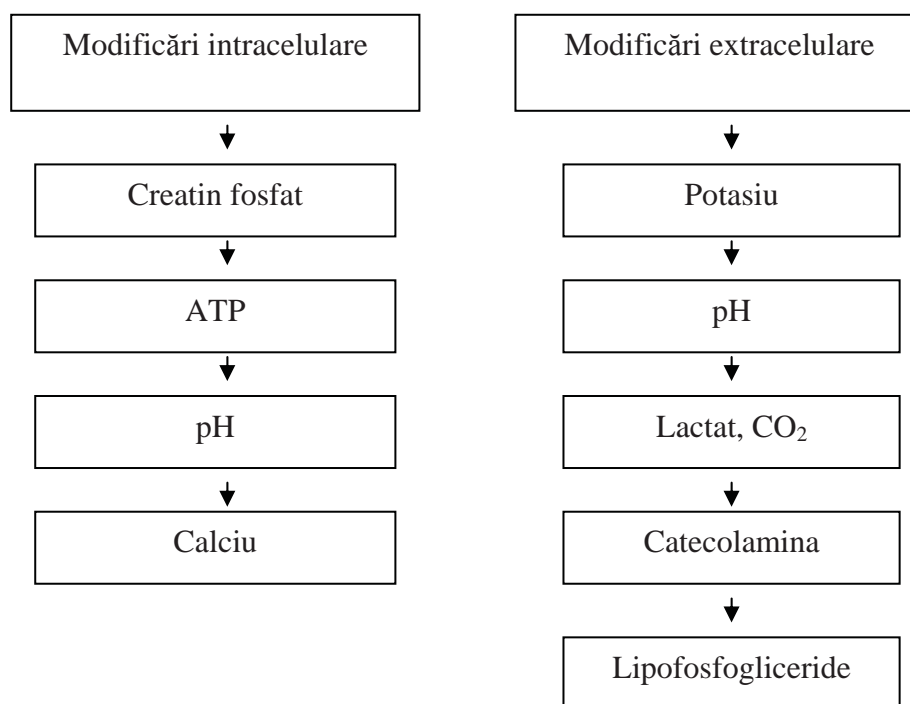 Modificări intracelulare
Creatin fosfat
ATP
pH
Calciu
Modificări extracelulare
Potasiu
pH
Lactat, CO₂
Catecolamina
Lipofosfogliceride